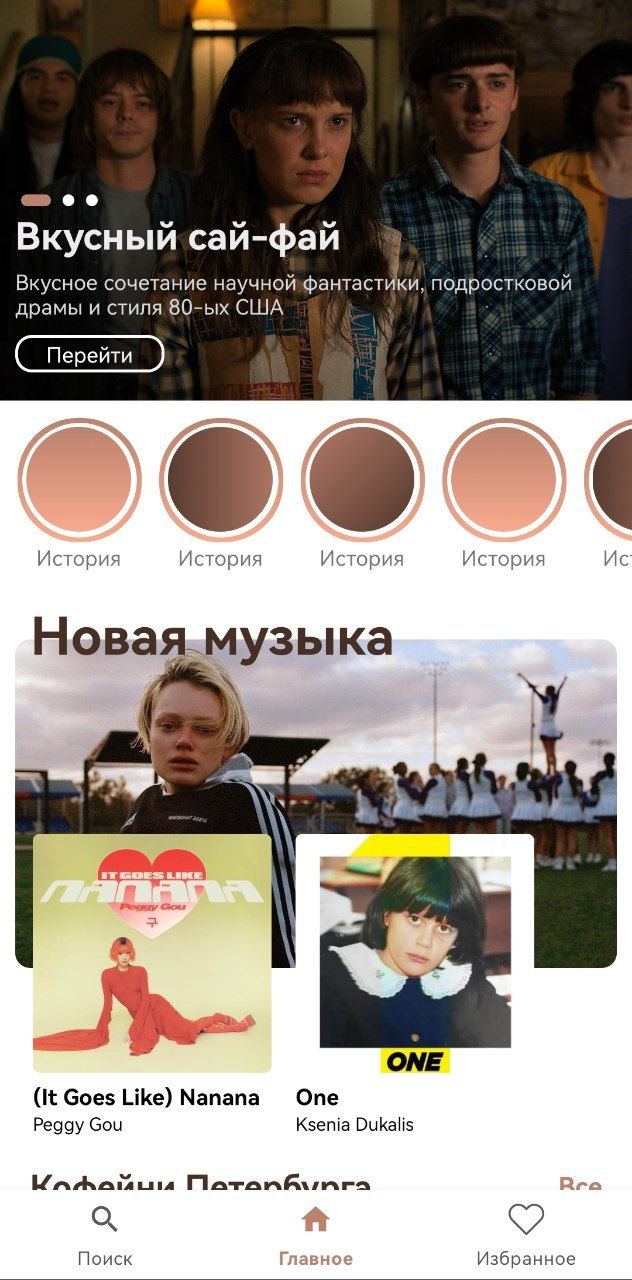 Вкусный сай-фай
Вкусное сочетание научной фантастики, подростковой
драмы и стиля 80-ых США
Перейти
История
История
История
История
Ист
Новая музыка
IT GOES LIKE
NANANA
Peggy Gou
구
ONE
(It Goes Like) Nanana
Peggy Gou
One
Ksenia Dukalis
Кофейни Петербурга
Все
Поиск
Главное
Избранное